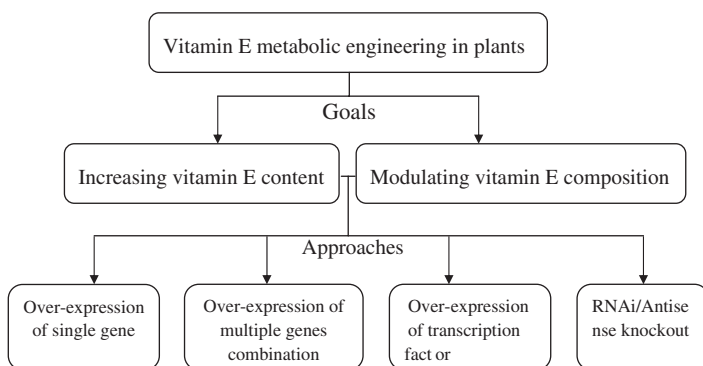 Vitamin E metabolic engineering in plants
Goals
Increasing vitamin E content
Modulating vitamin E composition
Approaches
Over-expression
of single gene
Over-expression of
multiple genes
combination
Over-expression
of transcription
fact or
RNAi/Antise
nse knockout